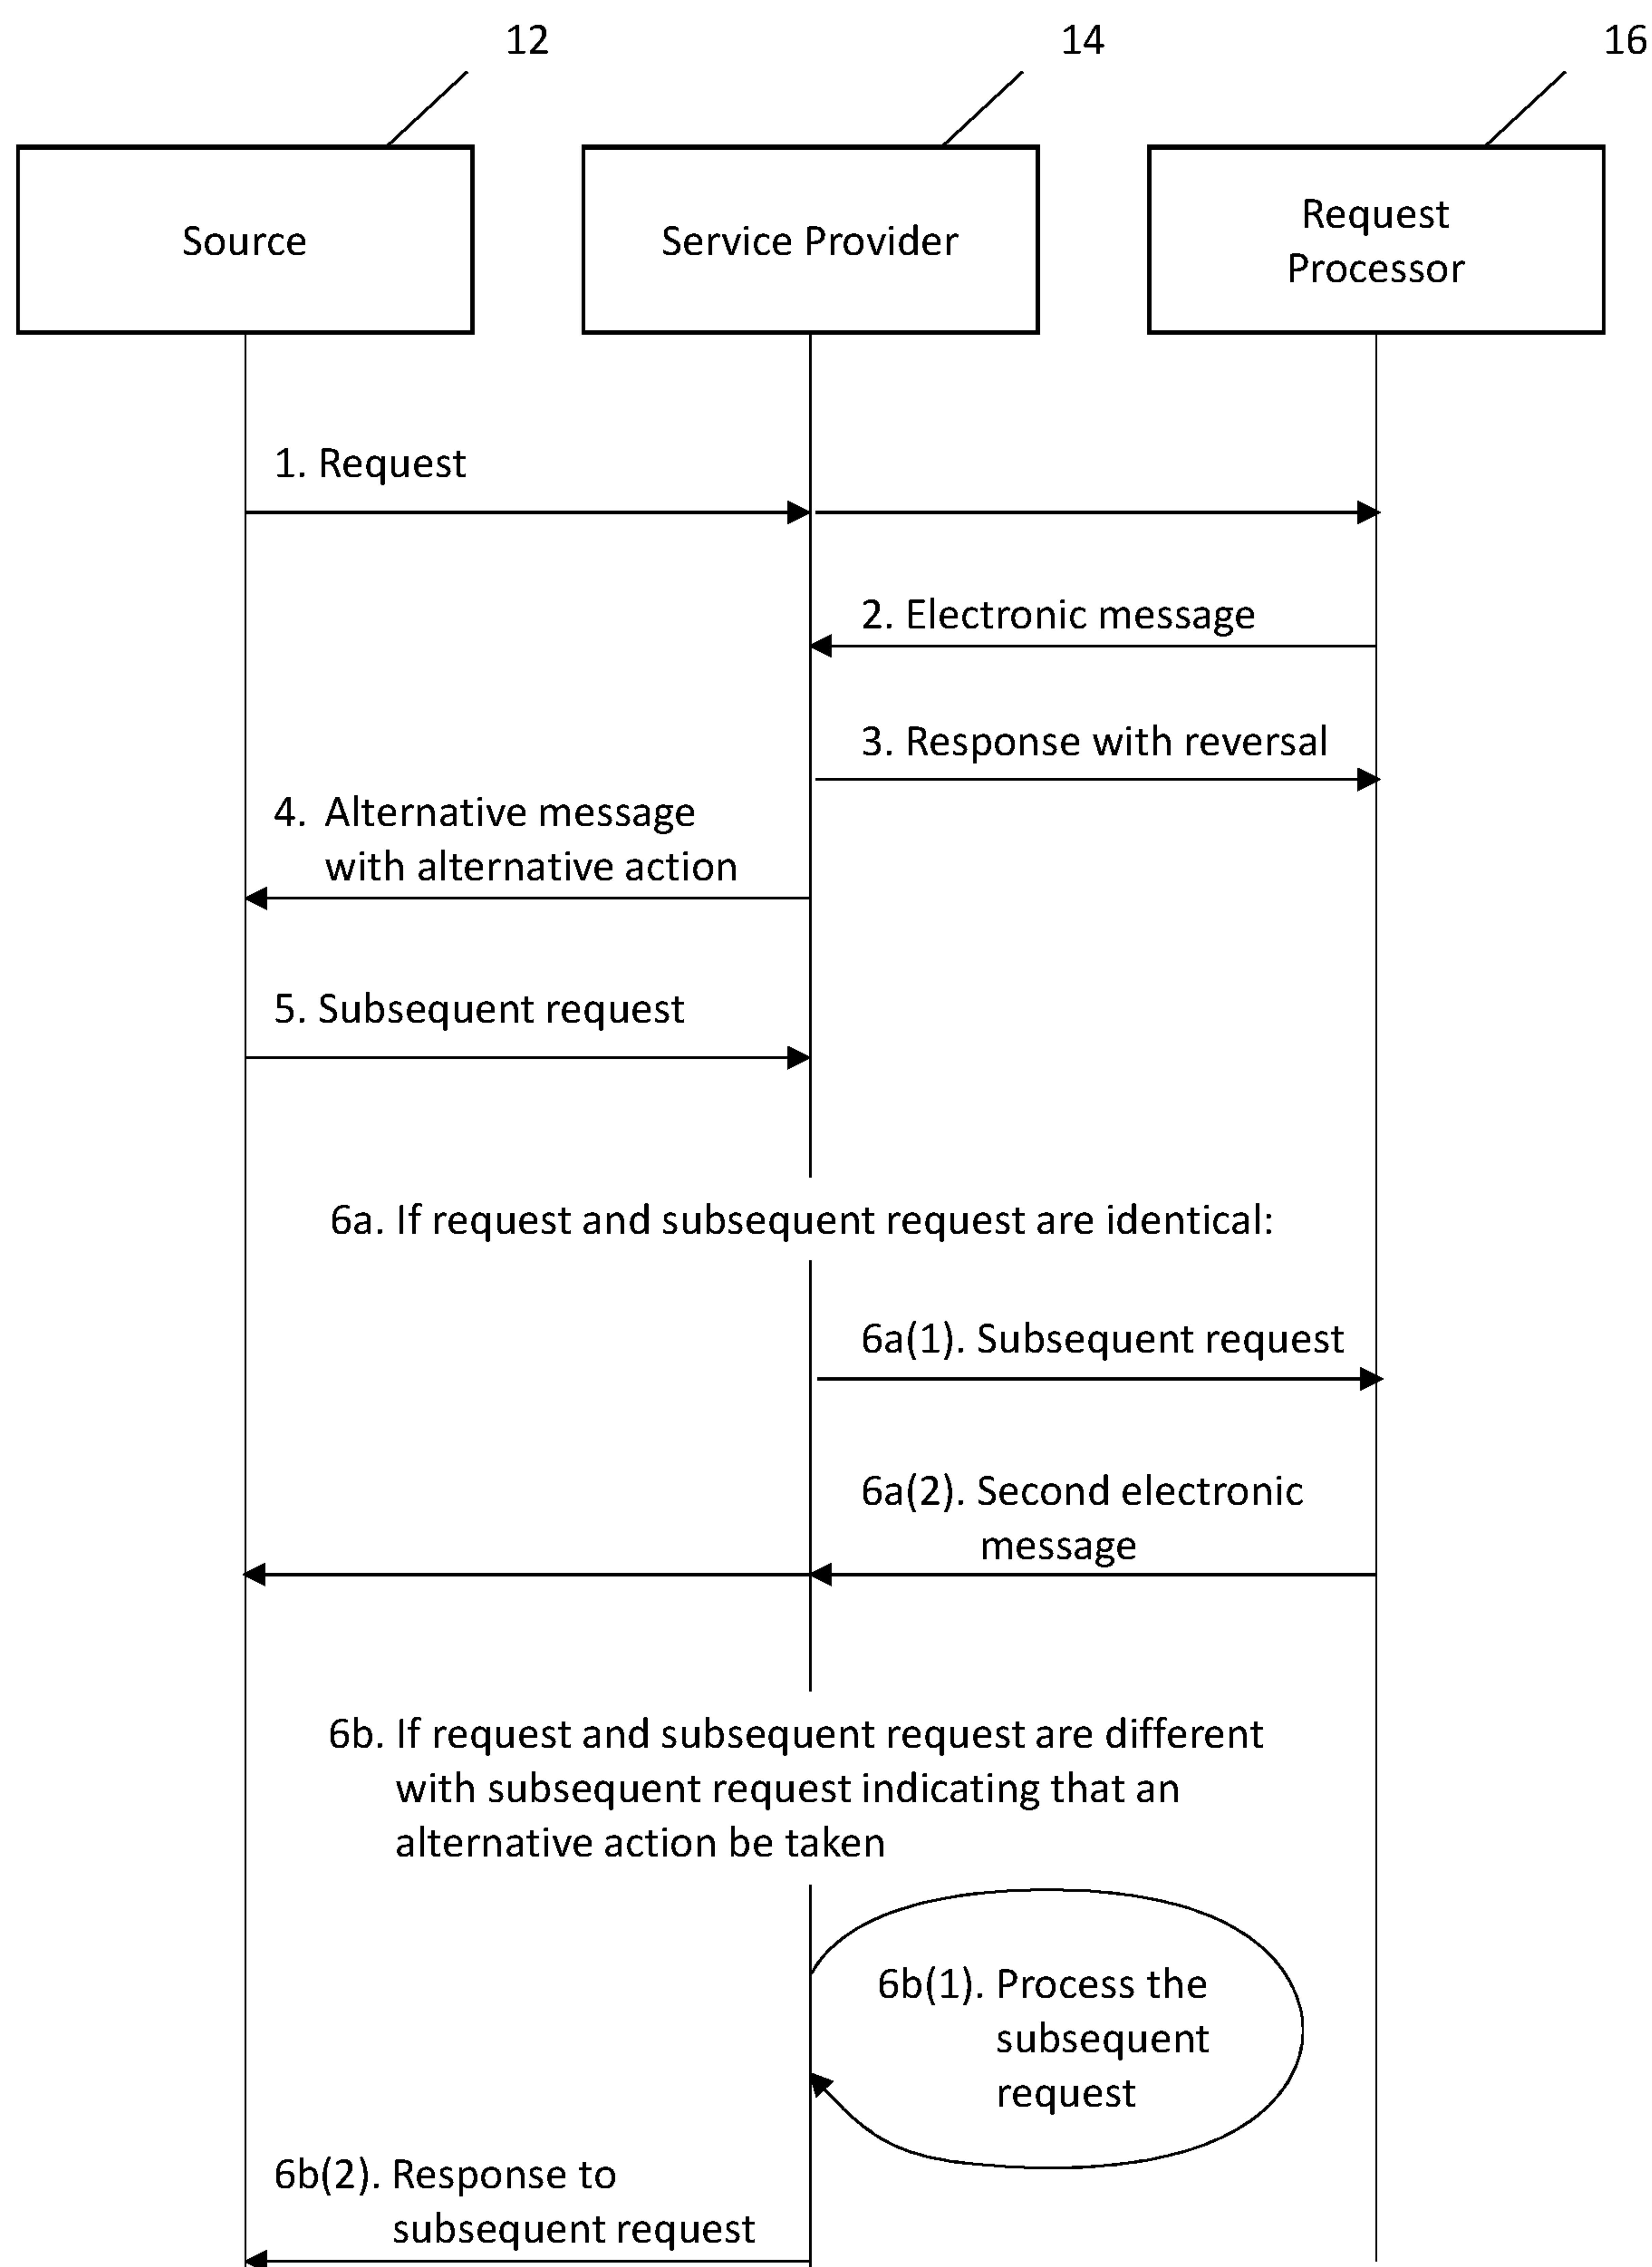 12
14
16
Source
Service Provider
Request
Processor
1. Request
2. Electronic message
3. Response with reversal
4. Alternative message
with alternative action
5. Subsequent request
6a. If request and subsequent request are identical:
6a(1). Subsequent request
6a(2). Second electronic
message
6b. If request and subsequent request are different
with subsequent request indicating that an
alternative action be taken
6b(1). Process the
subsequent
request
6b(2). Response to
subsequent request